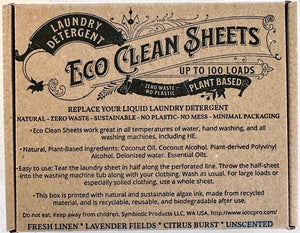 LAUNDRY
DETERGENT
ECO CLEAN SHEETS
UP TO 100 LOADS
ZERO WASTE
NO PLASTIC
PLANT BASED
REPLACE YOUR LIQUID LAUNDRY DETERGENT
NATURAL - ZERO WASTE - SUSTAINABLE - NO PLASTIC- NO MESS - MINIMAL PACKAGING
•Eco Clean Sheets work great in all temperatures of water, hand washing, and all
washing machines, including HE.
• Natural, Plant-Based Ingredients: Coconut Oil, Coconut Alcohol. Plant-derived Polyvinyl
Alcohol. Deionized water. Essential Oils.
• Easy to use: Tear the laundry sheet in half along the perforated line. Throw the half-sheet
into the washing machine tub along with your clothing. Wash as usual. For large loads or
especially soiled clothing, use a whole sheet.
•This box is printed with natural and sustainable algae ink, made from recycled
material, and is recyclable, reusable, and biodegradable after use.
Do not eat. Keep away from children. Symbiotic Products LLC, WA USA, http://www.ioticpro.com/
FRESH LINEN * LAVENDER FIELDS * CITRUS BURST * UNSCENTED